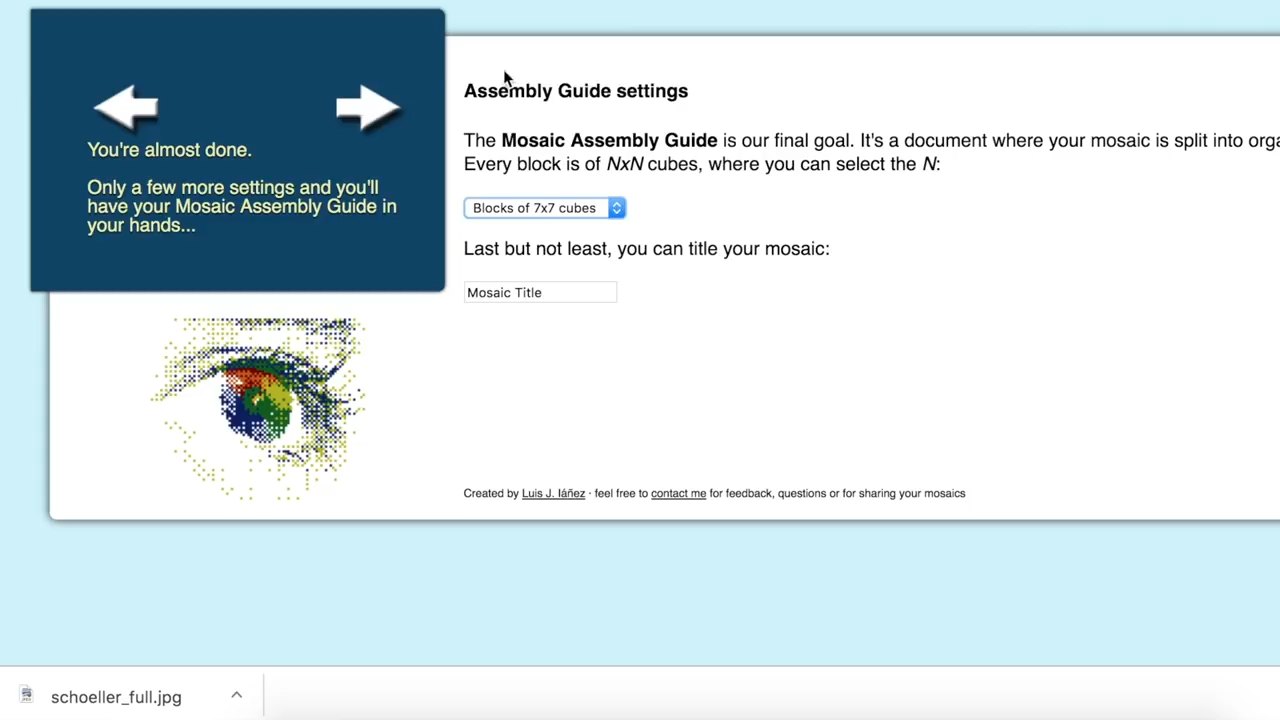 You're almost done.
Only a few more settings and you'll
have your Mosaic Assembly Guide in
your hands...
Assembly Guide settings
The Mosaic Assembly Guide is our final goal. It's a document where your mosaic is split into
Every block is of NxN cubes, where you can select the N:
Blocks of 7x7 cubes
Last but not least, you can title your mosaic:
Mosaic Title
Created by Luis J. Iáñez · feel free to contact me for feedback, questions or for sharing your mosaics
schoeller_full.jpg